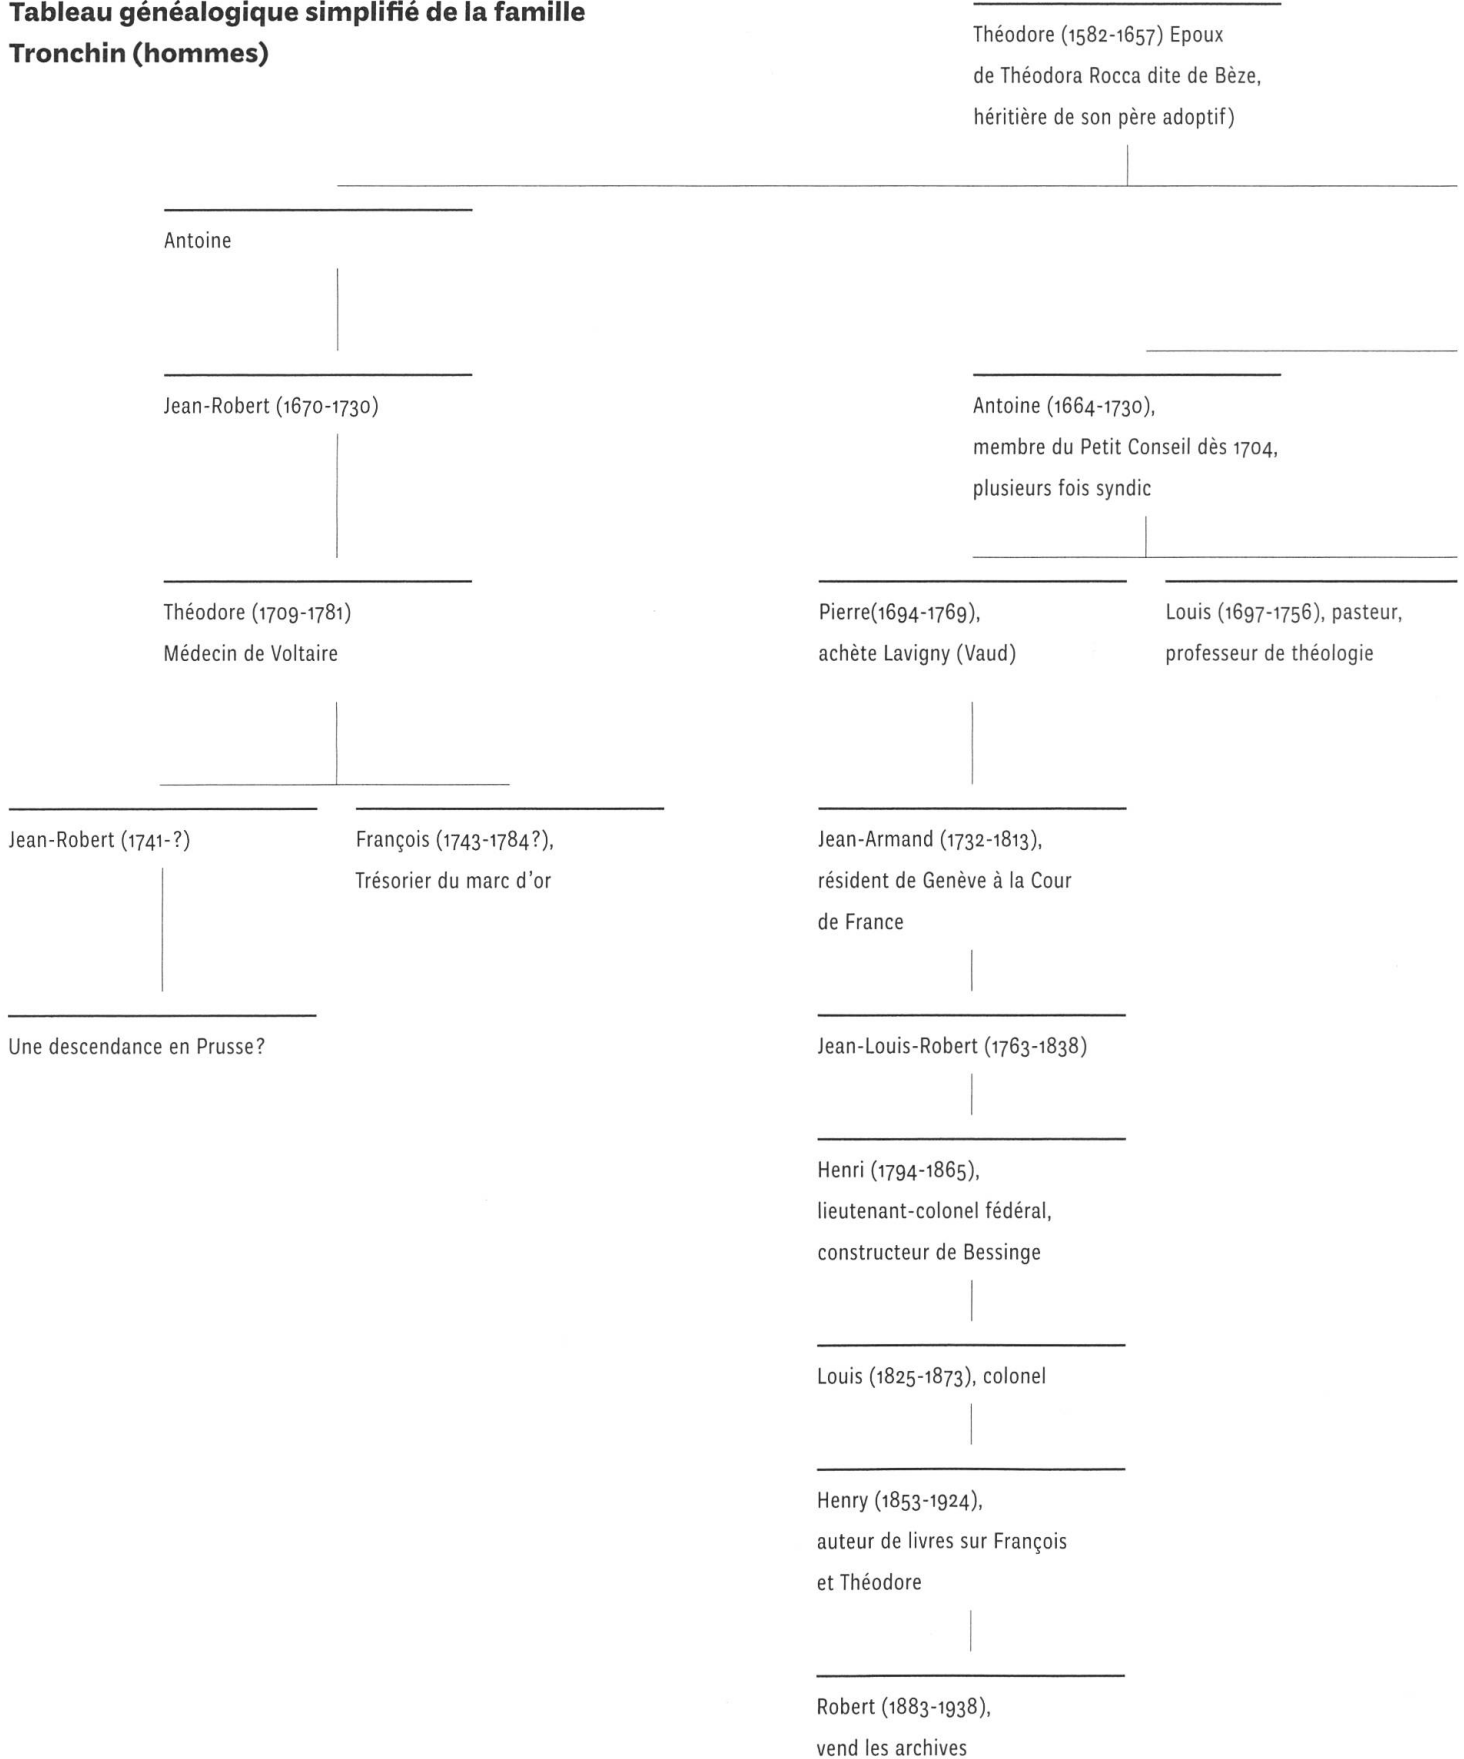 Tableau généalogique simplifié de la famille
Tronchin (hommes)
Théodore (1582-1657) Epoux
de Théodora Rocca dite de Bèze,
héritière de son père adoptif)
Antoine
Jean-Robert (1670-1730)
Antoine (1664-1730),
membre du Petit Conseil dès 1704,
plusieurs fois syndic
Théodore (1709-1781)
Médecin de Voltaire
Pierre(1694-1769),
achète Lavigny (Vaud)
Louis (1697-1756), pasteur,
professeur de théologie
Jean-Robert (1741-?)
François (1743-1784?),
Trésorier du marc d'or
Jean-Armand (1732-1813),
résident de Genève à la Cour
de France
Une descendance en Prusse?
Jean-Louis-Robert (1763-1838)
Henri (1794-1865),
lieutenant-colonel fédéral,
constructeur de Bessinge
Louis (1825-1873), colonel
Henry (1853-1924),
auteur de livres sur François
et Théodore
Robert (1883-1938),
vend les archives